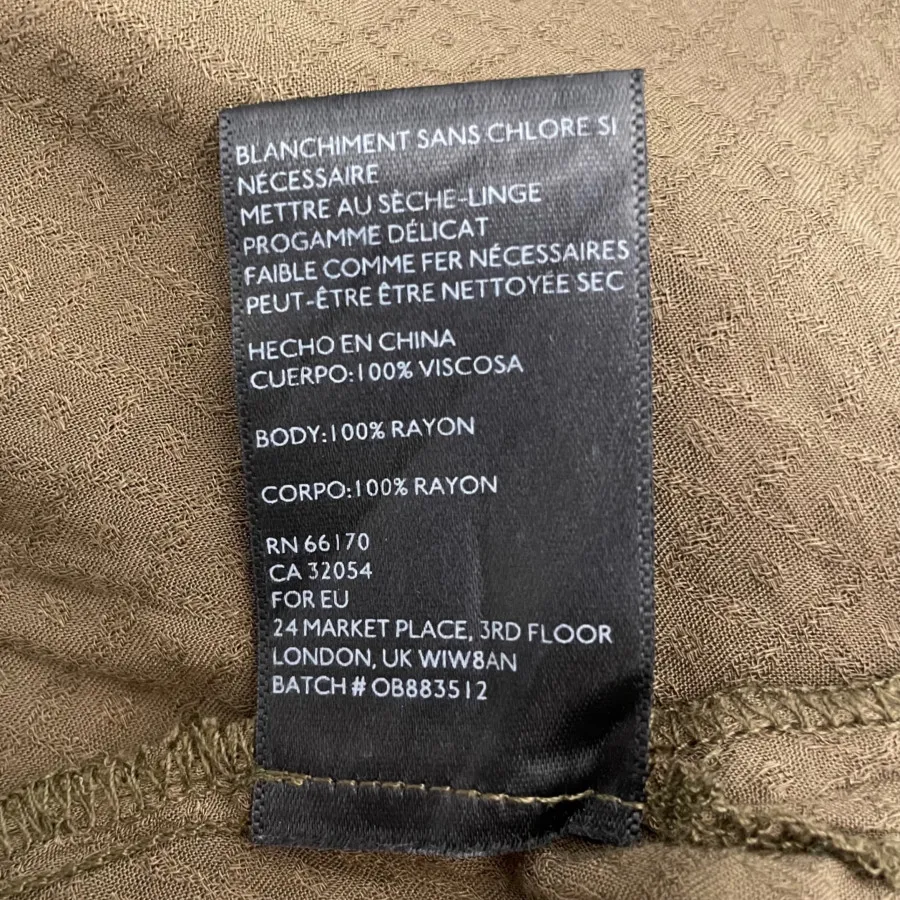 BLANCHIMENT SANS CHLORE SI
NÉCESSAIRE
METTRE AU SÈCHE-LINGE
PROGAMME DÉLICAT
FAIBLE COMME FER NÉCESSAIRES
PEUT-ÊTRE ÊTRE NETTOYÉE SEC
HECHO EN CHINA
CUERPO:100% VISCOSA
BODY:100% RAYON
CORPO:100% RAYON
RN 66170
CA 32054
FOR EU
24 MARKET PLACE, 3RD FLOOR
LONDON, UK WIW8AN
BATCH # OB883512